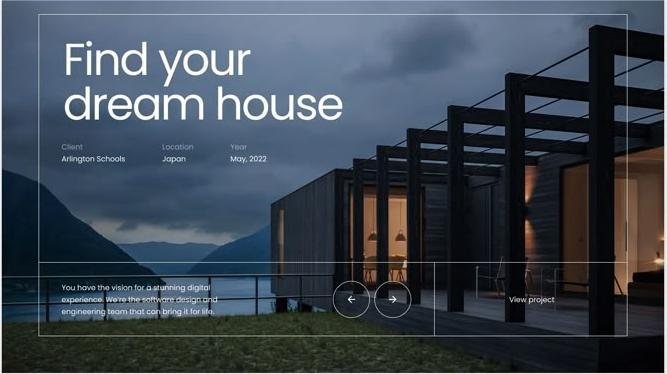 Find your
dream house
Client
Location
Year
Arlington Schools
Japan
May, 2022
You have the vision for a stunning digital
experience. We're the software design and
engineering team that can bring it for life.
View project